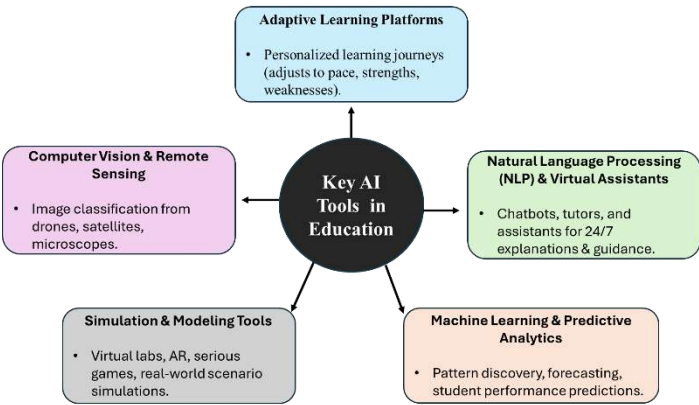 Adaptive Learning Platforms
• Personalized learning journeys
(adjusts to pace, strengths,
weaknesses).
Computer Vision & Remote
Sensing
• Image classification from
drones, satellites,
microscopes.
Key AI
Tools in
Education
Natural Language Processing
(NLP) & Virtual Assistants
• Chatbots, tutors, and
assistants for 24/7
explanations & guidance.
Simulation & Modeling Tools
• Virtual labs, AR, serious
games, real-world scenario
simulations.
Machine Learning & Predictive
Analytics
• Pattern discovery, forecasting,
student performance predictions.